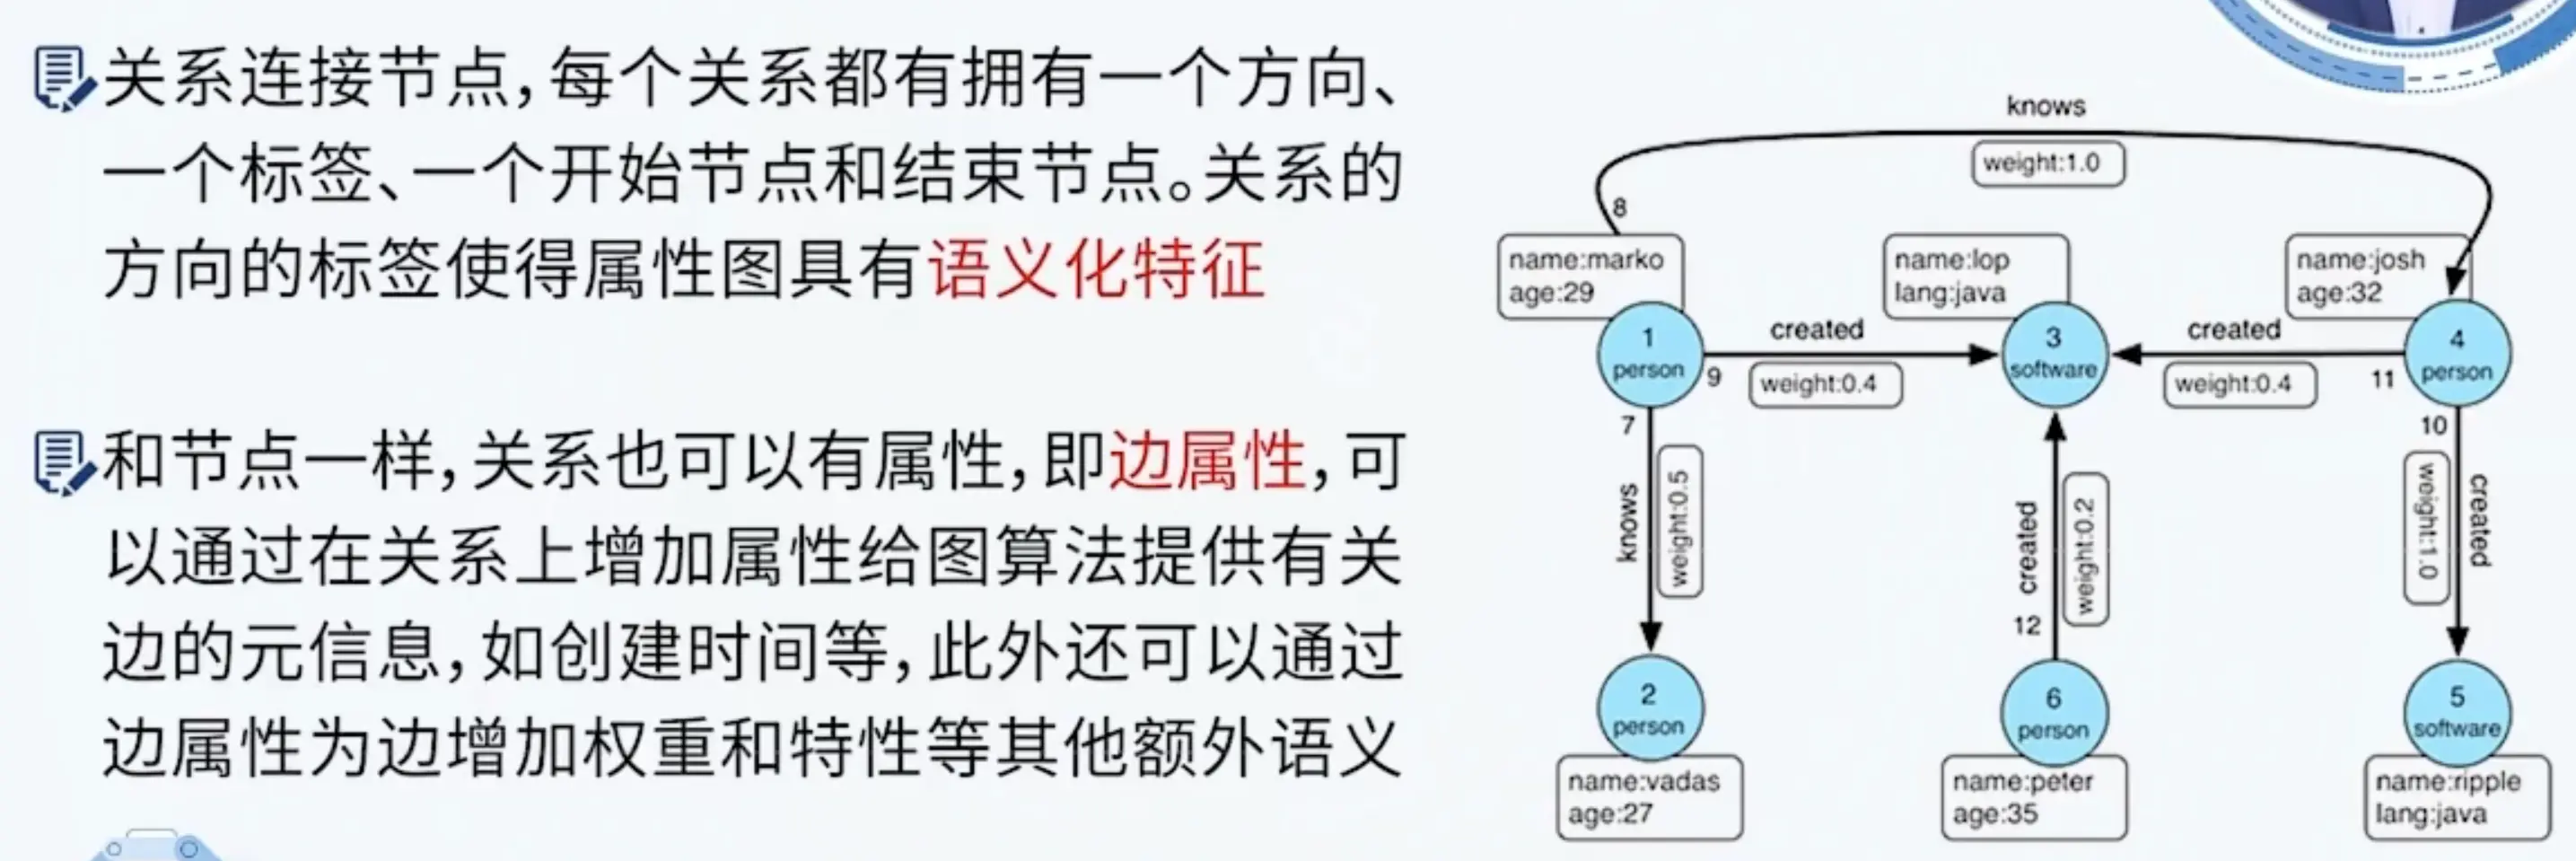 关系连接节点，每个关系都有拥有一个方向、
一个标签、一个开始节点和结束节点。关系的
方向的标签使得属性图具有语义化特征
和节点一样，关系也可以有属性，即边属性，可
以通过在关系上增加属性给图算法提供有关
边的元信息，如创建时间等，此外还可以通过
边属性为边增加权重和特性等其他额外语义
knows
weight:1.0
8
name:marko
age:29
name:lop
lang:java
name:josh
age:32
1
person
created
9
weight:0.4
3
software
created
weight:0.4
11
4
person
7
knows
weight:0.5
created
weight:0.2
12
10
weight:1.0
created
2
person
name:vadas
age:27
6
person
name:peter
age:35
5
software
name:ripple
lang:java